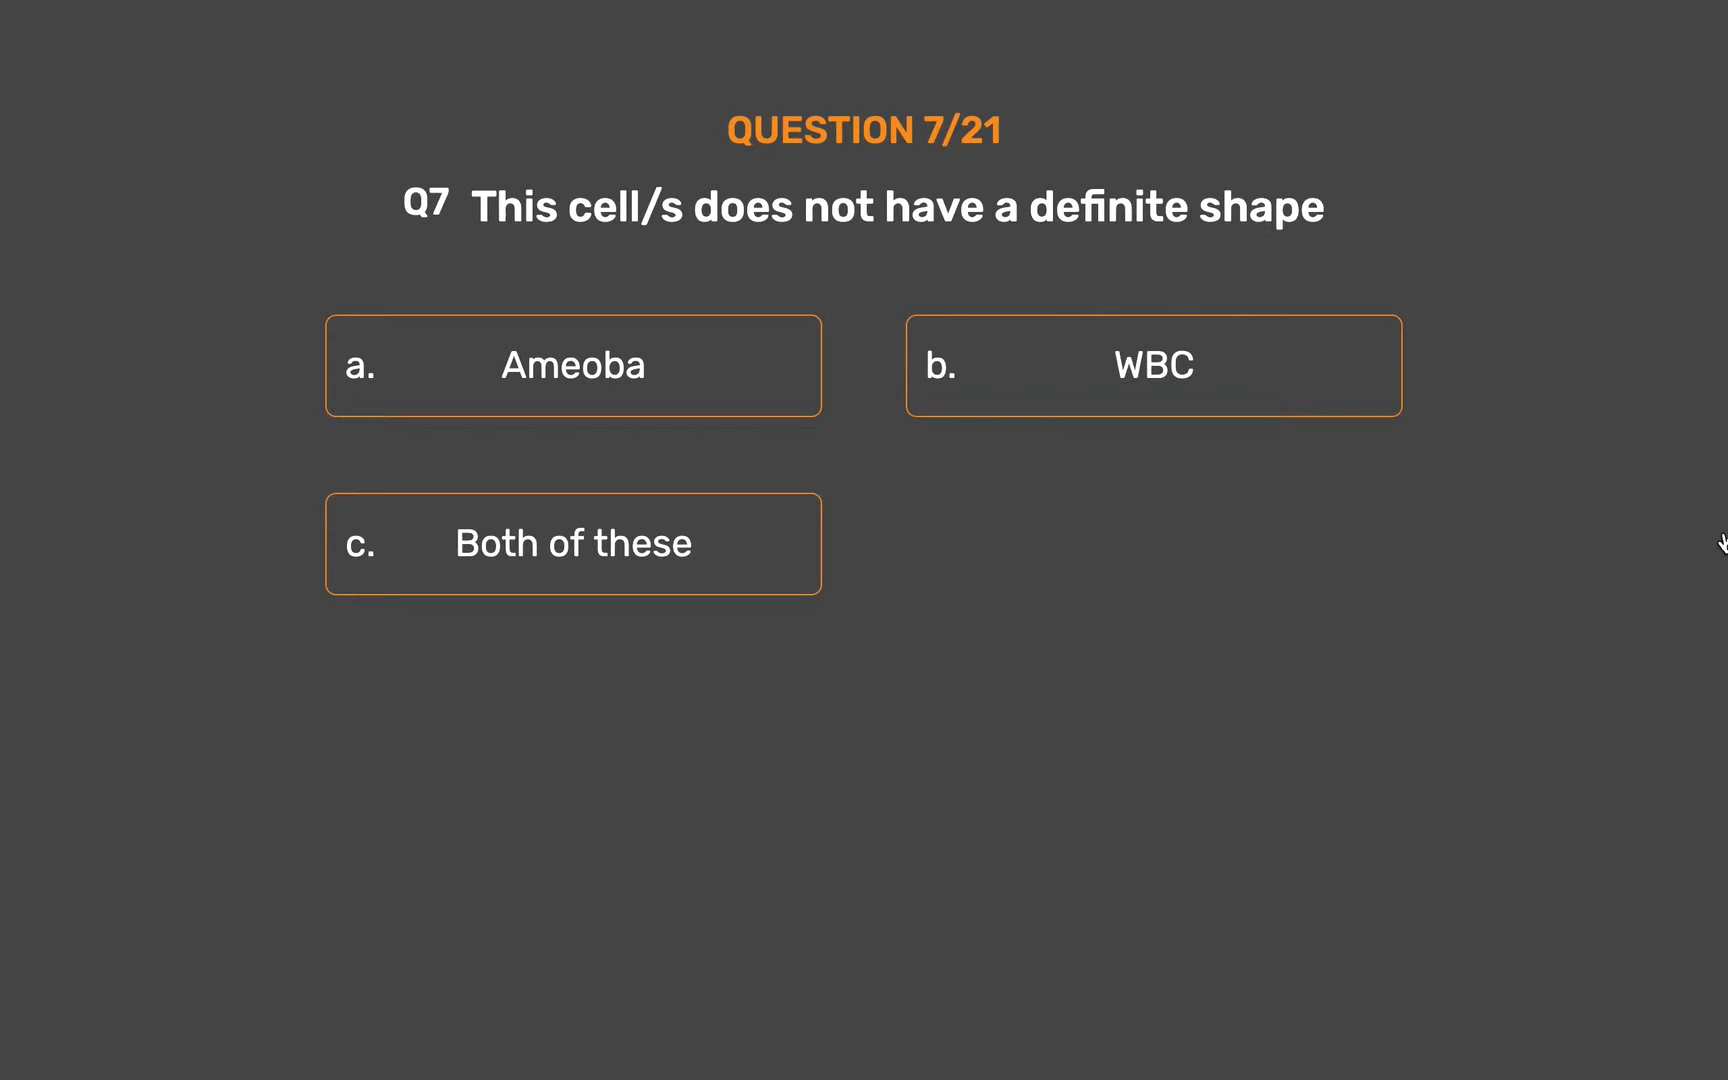 QUESTION 7/21
Q7 This cell/s does not have a definite shape
a. Ameoba
b. WBC
c. Both of these